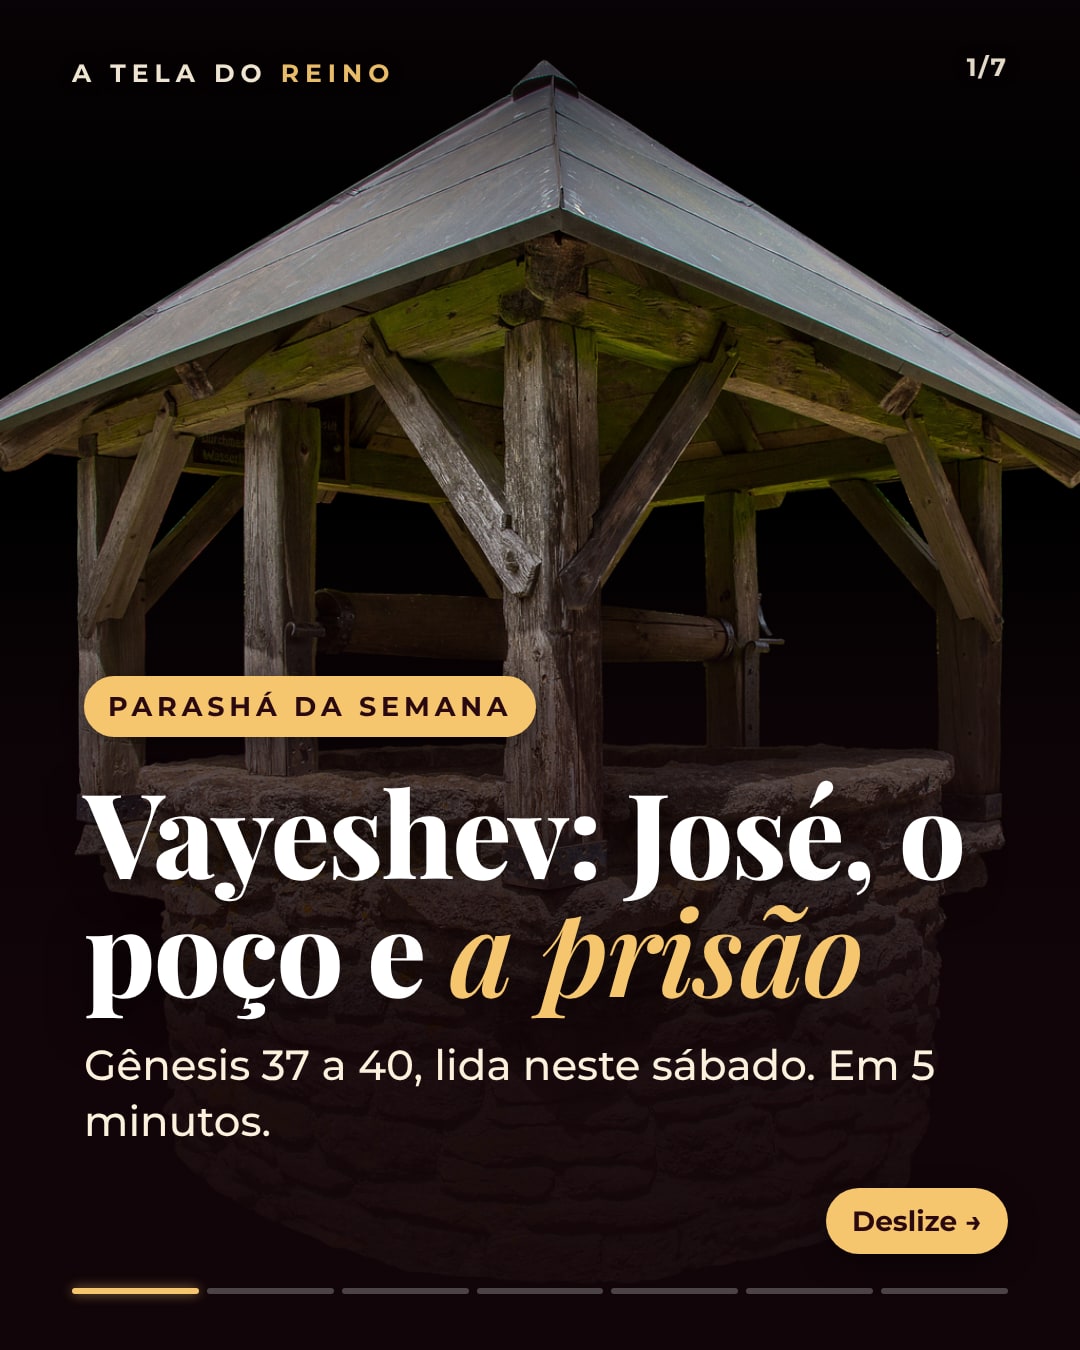 A TELA DO REINO
1/7
PARASHÁ DA SEMANA
Vayeshev: José, o
poço e a prisão
Gênesis 37 a 40, lida neste sábado. Em 5
minutos.
Deslize →